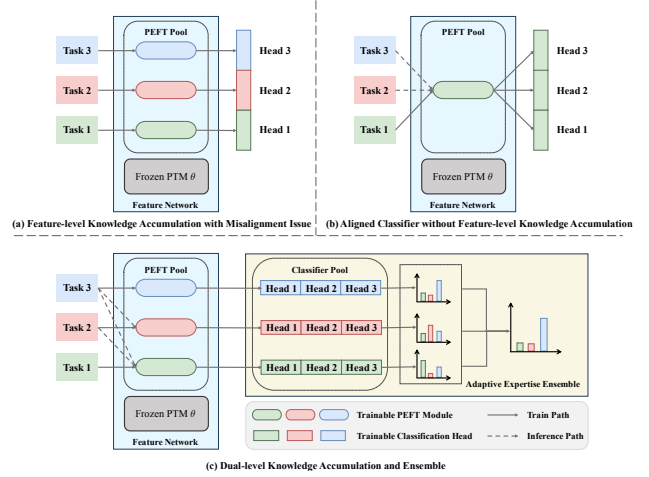 PEFT Pool
Task 3
Head 3
Task 2
Head 2
Task 1
Head 1
Frozen PTM θ
Feature Network
(a) Feature-level Knowledge Accumulation with Misalignment Issue
PEFT Pool
Task 3
Head 3
Task 2
Head 2
Task 1
Head 1
Frozen PTM θ
Feature Network
(b) Aligned Classifier without Feature-level Knowledge Accumulation
PEFT Pool
Classifier Pool
Task 3
Head 1 Head 2 Head 3
Task 2
Head 1 Head 2 Head 3
Task 1
Head 1 Head 2 Head 3
Adaptive Expertise Ensemble
Frozen PTM θ
Feature Network
Trainable PEFT Module
Train Path
Trainable Classification Head
Inference Path
(c) Dual-level Knowledge Accumulation and Ensemble